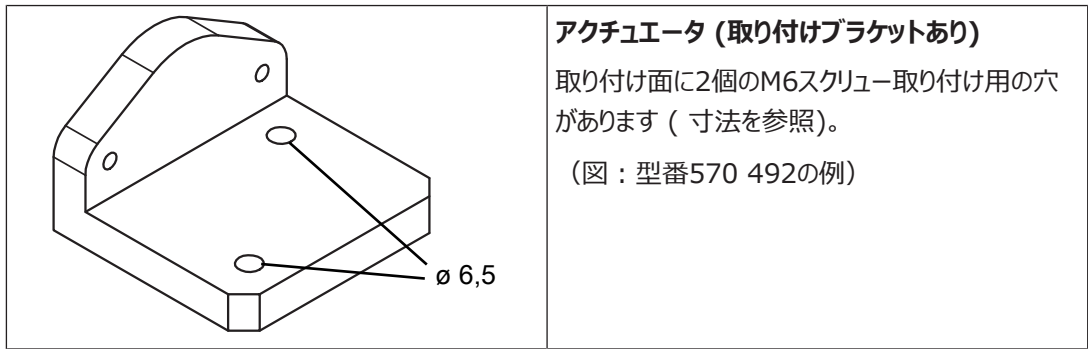 アクチュエータ (取り付けブラケットあり)
取り付け面に2個のM6スクリュー取り付け用の穴
があります ( 寸法を参照)。
（図：型番570 492の例）
ø 6,5